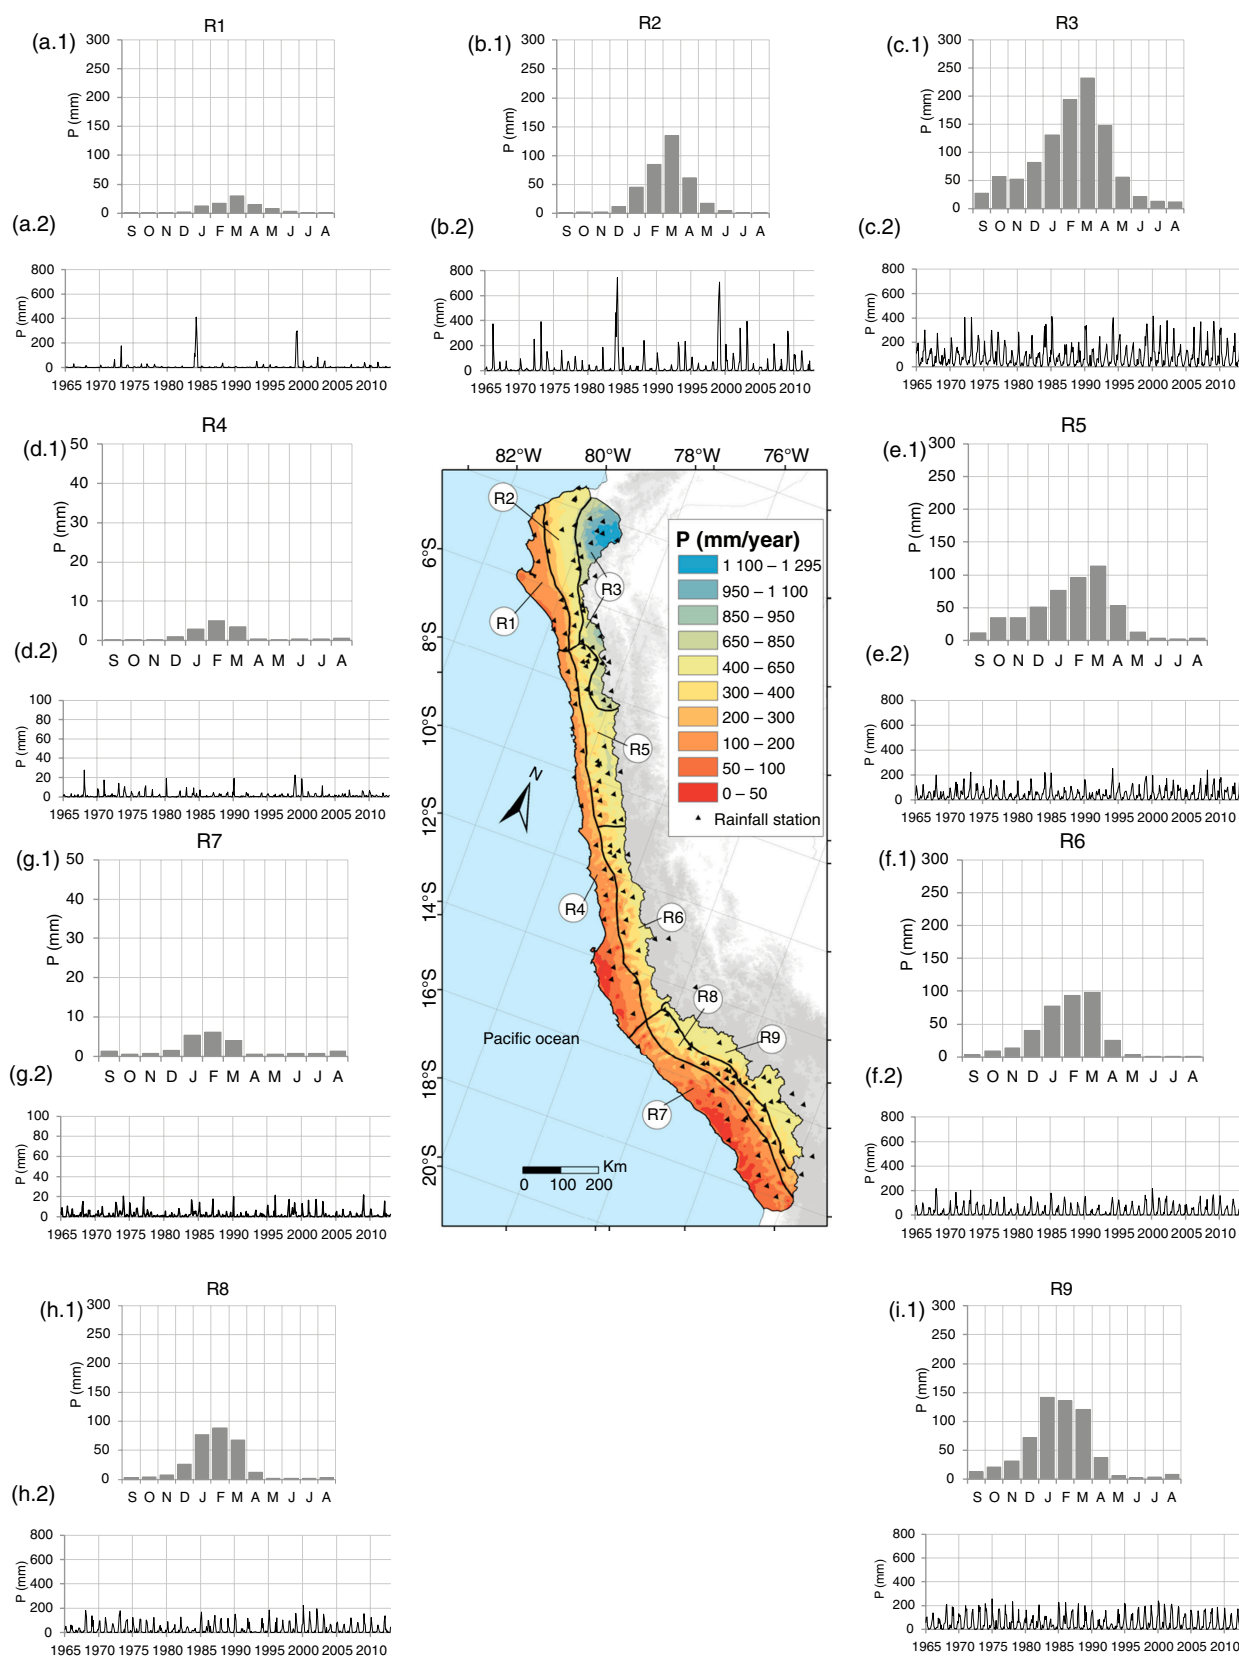 R1
(a.1)
P (mm)
300
250
200
150
100
50
0
S O N D J F M A M J J A
R2
(b.1)
P (mm)
300
250
200
150
100
50
0
S O N D J F M A M J J A
R3
(c.1)
P (mm)
300
250
200
150
100
50
0
S O N D J F M A M J J A
(a.2)
P (mm)
800
600
400
200
0
1965 1970 1975 1980 1985 1990 1995 2000 2005 2010
(b.2)
P (mm)
800
600
400
200
0
1965 1970 1975 1980 1985 1990 1995 2000 2005 2010
(c.2)
P (mm)
800
600
400
200
0
1965 1970 1975 1980 1985 1990 1995 2000 2005 2010
R4
(d.1)
P (mm)
50
40
30
20
10
0
S O N D J F M A M J J A
(d.2)
P (mm)
100
80
60
40
20
0
1965 1970 1975 1980 1985 1990 1995 2000 2005 2010
82°W 80°W 78°W 76°W
6°S
8°S
10°S
12°S
14°S
16°S
18°S
20°S
R2
R3
R1
R5
R4
R6
R8
R9
R7
N
Pacific ocean
Km
0 100 200
P (mm/year)
1 100 – 1 295
950 – 1 100
850 – 950
650 – 850
400 – 650
300 – 400
200 – 300
100 – 200
50 – 100
0 – 50
Rainfall station
R5
(e.1)
P (mm)
300
250
200
150
100
50
0
S O N D J F M A M J J A
(e.2)
P (mm)
800
600
400
200
0
1965 1970 1975 1980 1985 1990 1995 2000 2005 2010
R7
(g.1)
P (mm)
50
40
30
20
10
0
S O N D J F M A M J J A
(g.2)
P (mm)
100
80
60
40
20
0
1965 1970 1975 1980 1985 1990 1995 2000 2005 2010
R6
(f.1)
P (mm)
300
250
200
150
100
50
0
S O N D J F M A M J J A
(f.2)
P (mm)
800
600
400
200
0
1965 1970 1975 1980 1985 1990 1995 2000 2005 2010
R8
(h.1)
P (mm)
300
250
200
150
100
50
0
S O N D J F M A M J J A
(h.2)
P (mm)
800
600
400
200
0
1965 1970 1975 1980 1985 1990 1995 2000 2005 2010
R9
(i.1)
P (mm)
300
250
200
150
100
50
0
S O N D J F M A M J J A
P (mm)
800
600
400
200
0
1965 1970 1975 1980 1985 1990 1995 2000 2005 2010